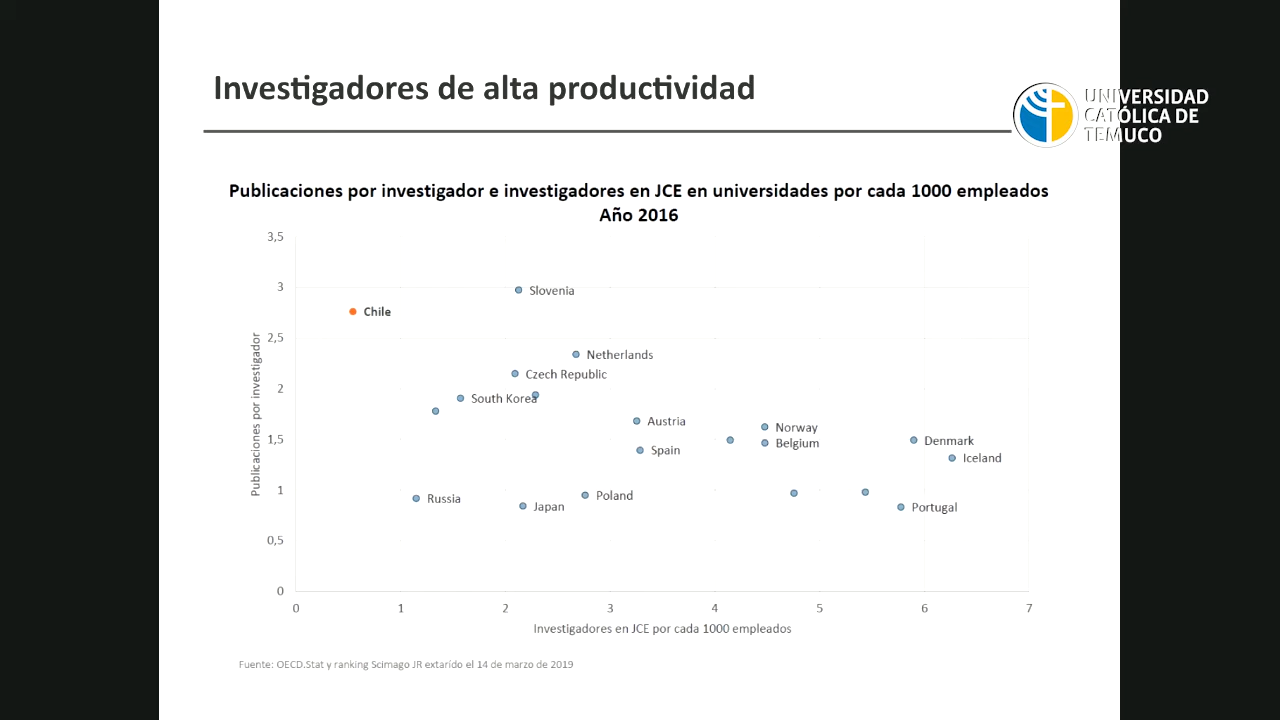 Investigadores de alta productividad
UNIVERSIDAD
CATÓLICA DE
TEMUCO
Publicaciones por investigador e investigadores en JCE en universidades por cada 1000 empleados
Año 2016
3,5
3
2,5
2
1,5
1
0,5
0
Publicaciones por investigador
Slovenia
Chile
Netherlands
Czech Republic
South Korea
Austria
Norway
Belgium
Spain
Denmark
Iceland
Russia
Poland
Japan
Portugal
0 1 2 3 4 5 6 7
Investigadores en JCE por cada 1000 empleados
Fuente: OECD.Stat y ranking Scimago JR extarído el 14 de marzo de 2019